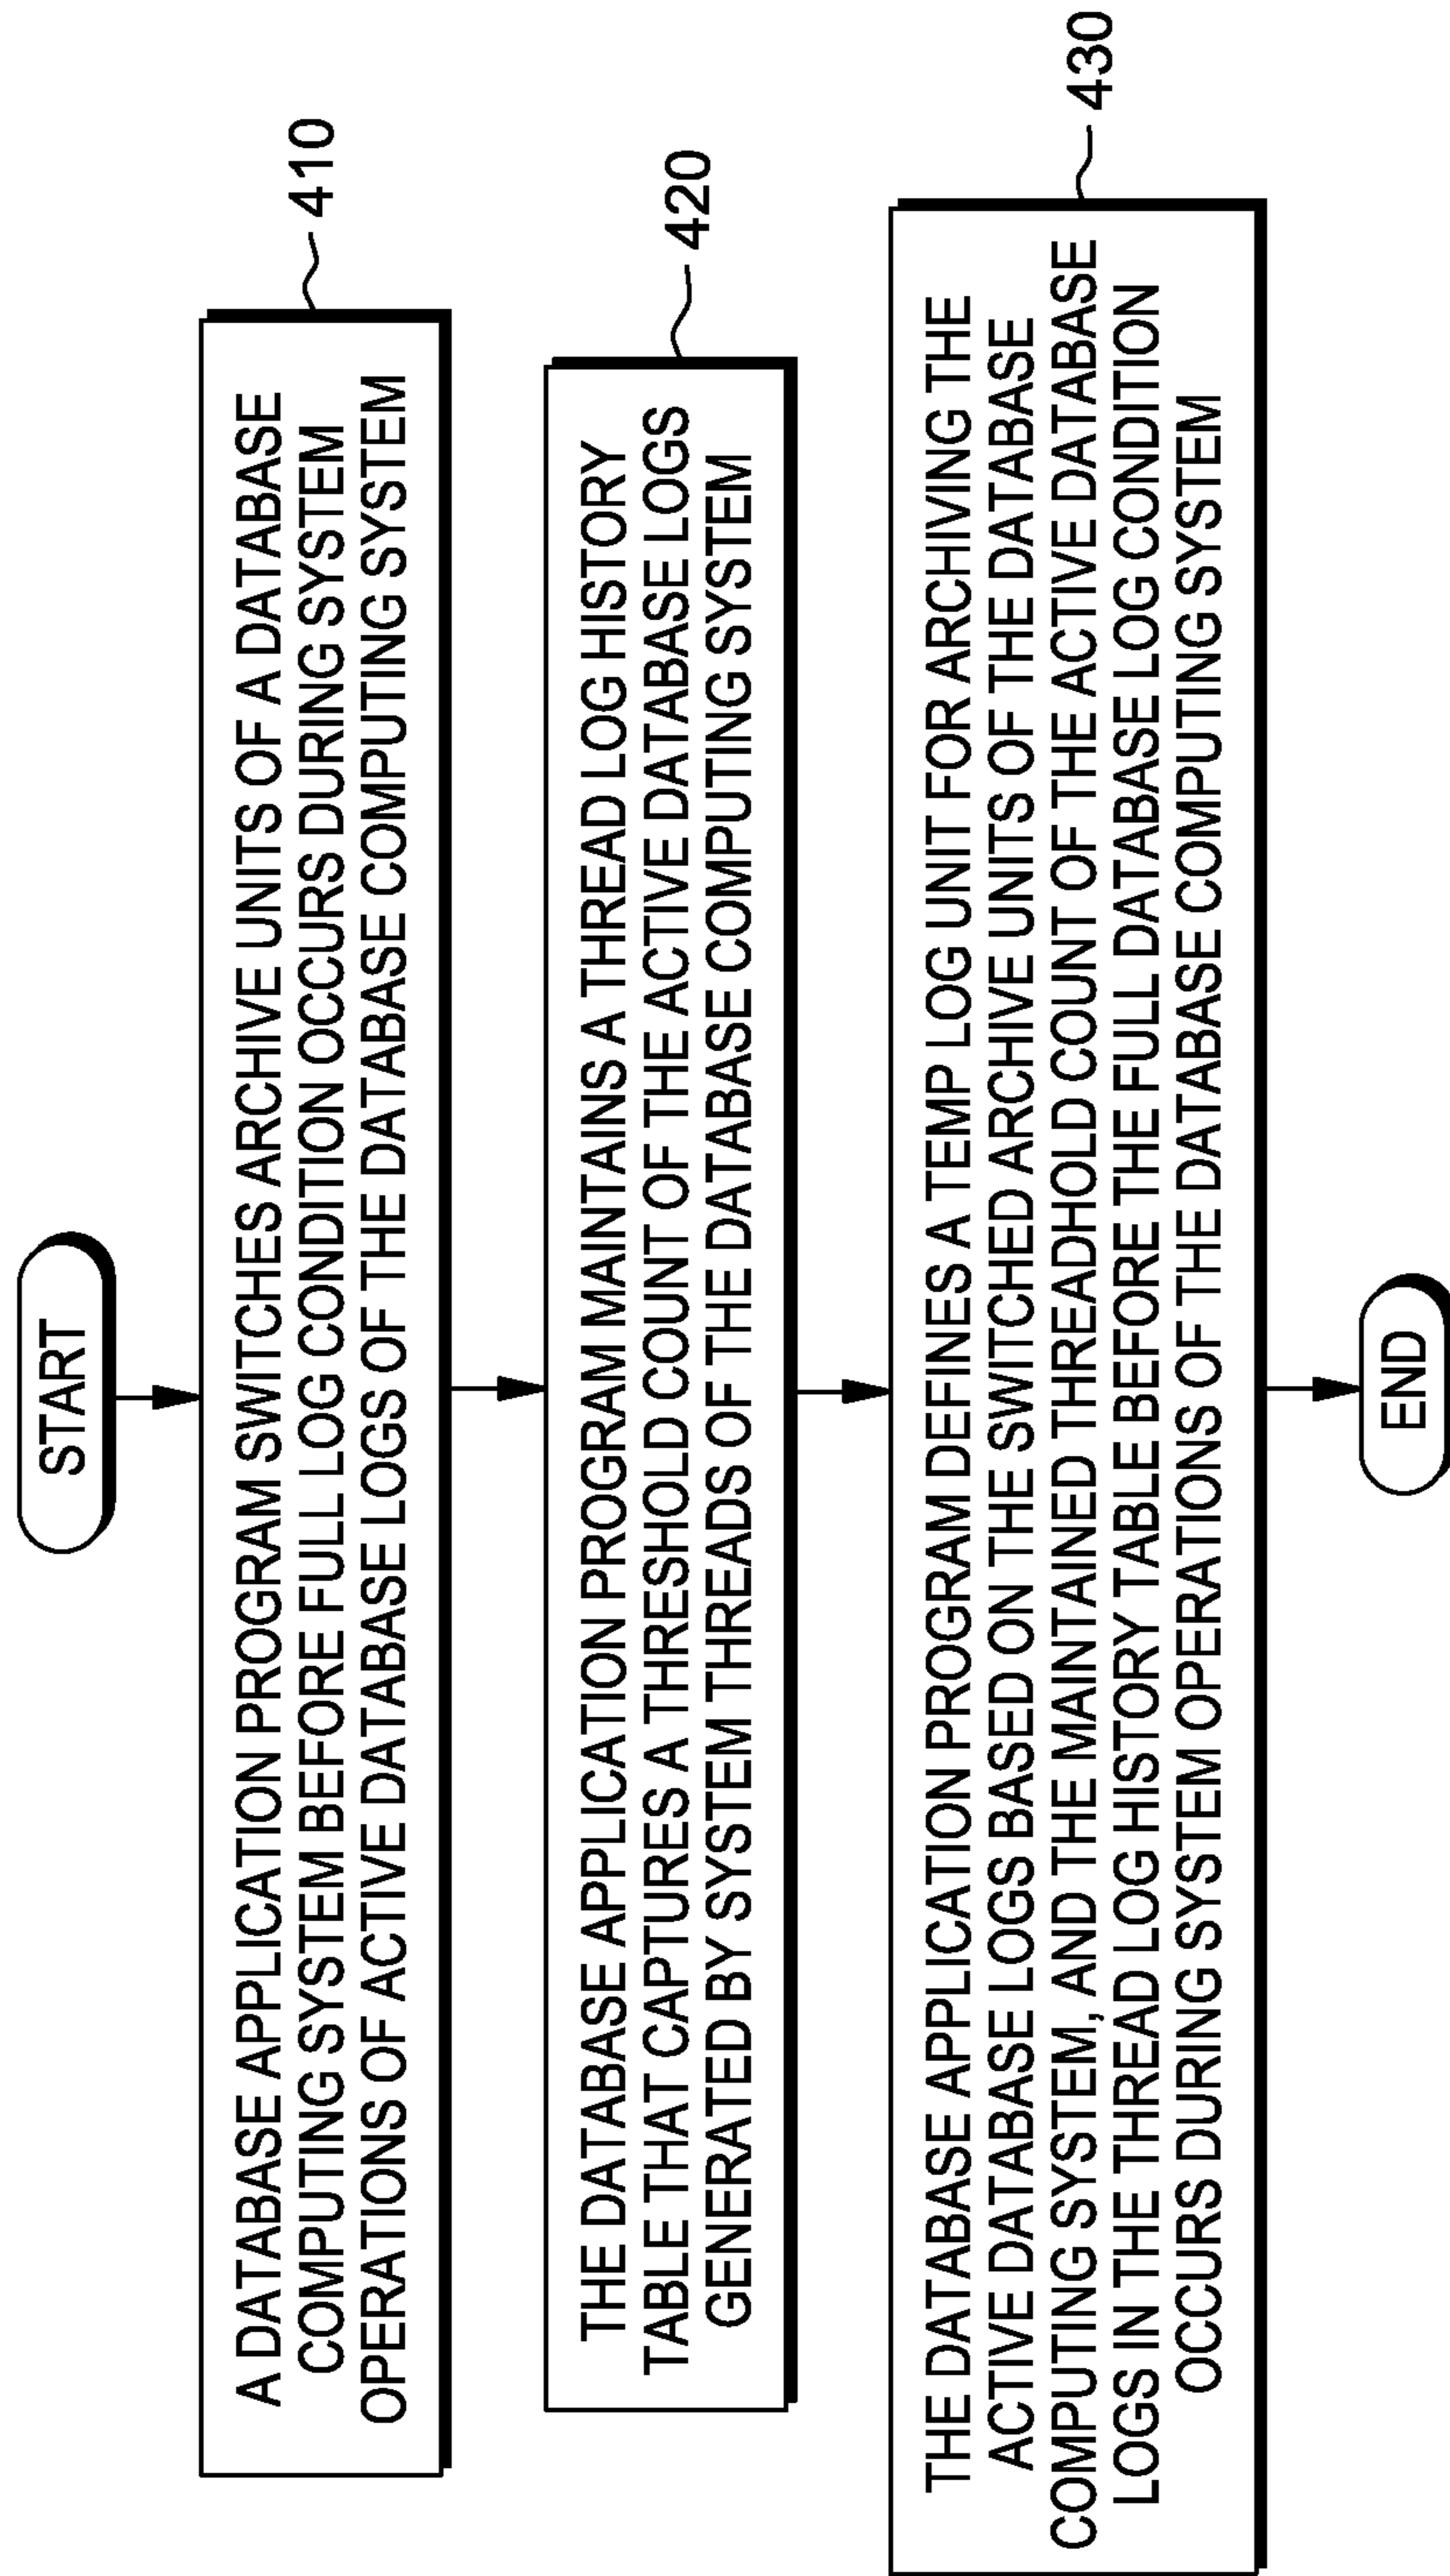 START
A DATABASE APPLICATION PROGRAM SWITCHES ARCHIVE UNITS OF A DATABASE
COMPUTING SYSTEM BEFORE FULL LOG CONDITION OCCURS DURING SYSTEM
OPERATIONS OF ACTIVE DATABASE LOGS OF THE DATABASE COMPUTING SYSTEM
410
THE DATABASE APPLICATION PROGRAM MAINTAINS A THREAD LOG HISTORY
TABLE THAT CAPTURES A THRESHOLD COUNT OF THE ACTIVE DATABASE LOGS
GENERATED BY SYSTEM THREADS OF THE DATABASE COMPUTING SYSTEM
420
THE DATABASE APPLICATION PROGRAM DEFINES A TEMP LOG UNIT FOR ARCHIVING THE
ACTIVE DATABASE LOGS BASED ON THE SWITCHED ARCHIVE UNITS OF THE DATABASE
COMPUTING SYSTEM, AND THE MAINTAINED THREADHOLD COUNT OF THE ACTIVE DATABASE
LOGS IN THE THREAD LOG HISTORY TABLE BEFORE THE FULL DATABASE LOG CONDITION
OCCURS DURING SYSTEM OPERATIONS OF THE DATABASE COMPUTING SYSTEM
430
END